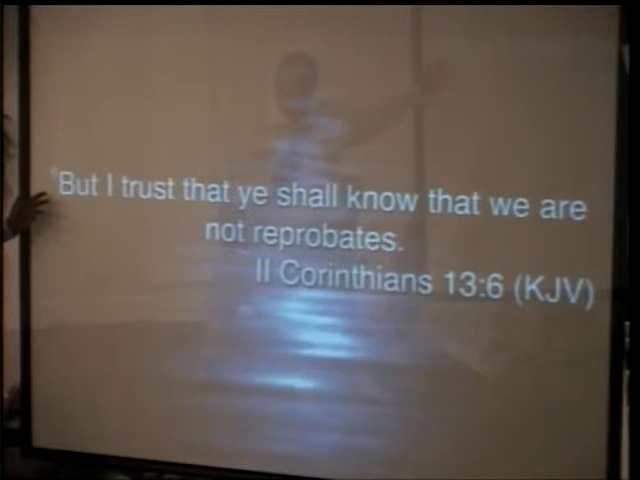 "But I trust that ye shall know that we are
not reprobates.
II Corinthians 13:6 (KJV)